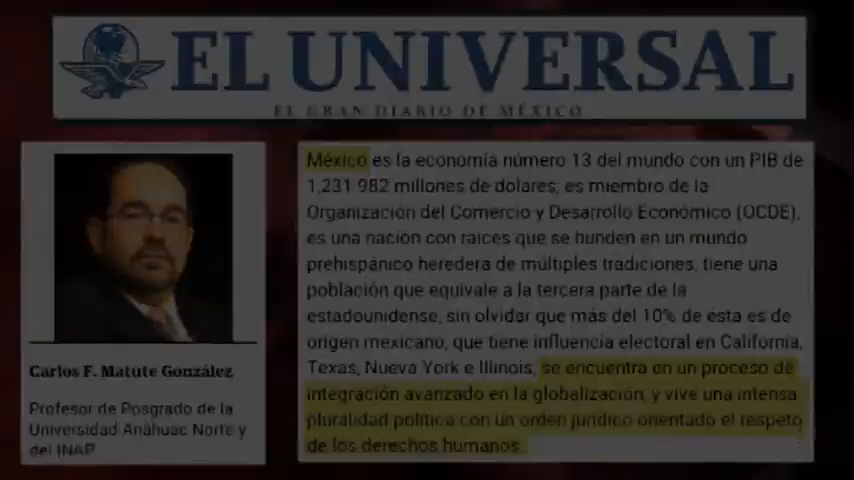 EL UNIVERSAL
EL GRAN DIARIO DE MÉXICO
Carlos F. Matute González
Profesor de Posgrado de la
Universidad Anáhuac Norte y
del INAP
México es la economía número 13 del mundo con un PIB de
1,231 982 millones de dolares; es miembro de la
Organización del Comercio y Desarrollo Económico (OCDE),
es una nación con raíces que se hunden en un mundo
prehispánico heredera de múltiples tradiciones, tiene una
población que equivale a la tercera parte de la
estadounidense, sin olvidar que más del 10% de esta es de
origen mexicano, que tiene influencia electoral en California,
Texas, Nueva York e Illinois, se encuentra en un proceso de
integración avanzado en la globalización, y vive una intensa
pluralidad política con un orden jurídico orientado el respeto
de los derechos humanos.